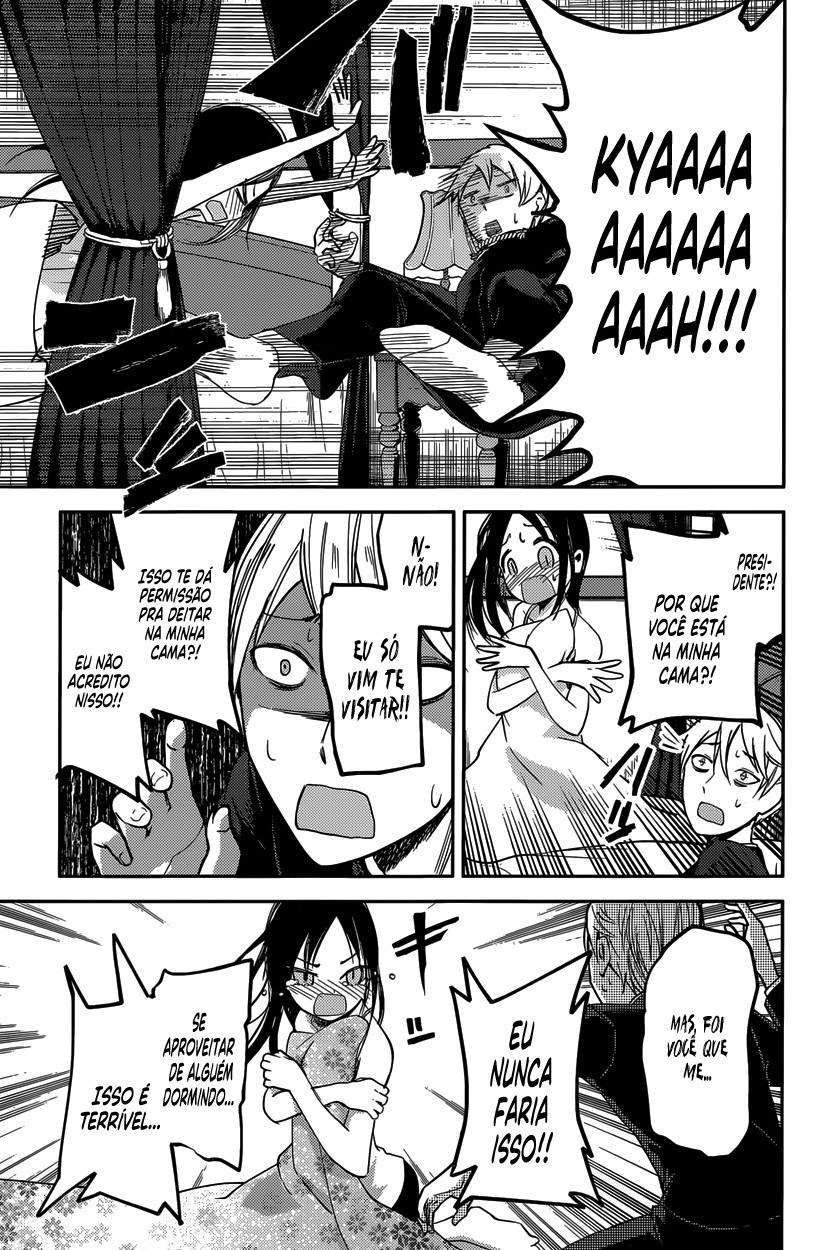 KYAAAA
AAAAAA
AAAH!!!
PRESI-
DENTE?!
POR QUE
VOCÊ ESTÁ
NA MINHA
CAMA?!
N-
NÃO!
EU SÓ
VIM TE
VISITAR!!
ISSO TE DÁ
PERMISSÃO
PRA DEITAR
NA MINHA
CAMA?!
EU NÃO
ACREDITO
NISSO!!
MAS, FOI
VOCÊ QUE
ME...
EU
NUNCA
FARIA
ISSO!!
SE
APROVEITAR
DE ALGUÉM
DORMINDO...
ISSO É
TERRÍVEL...